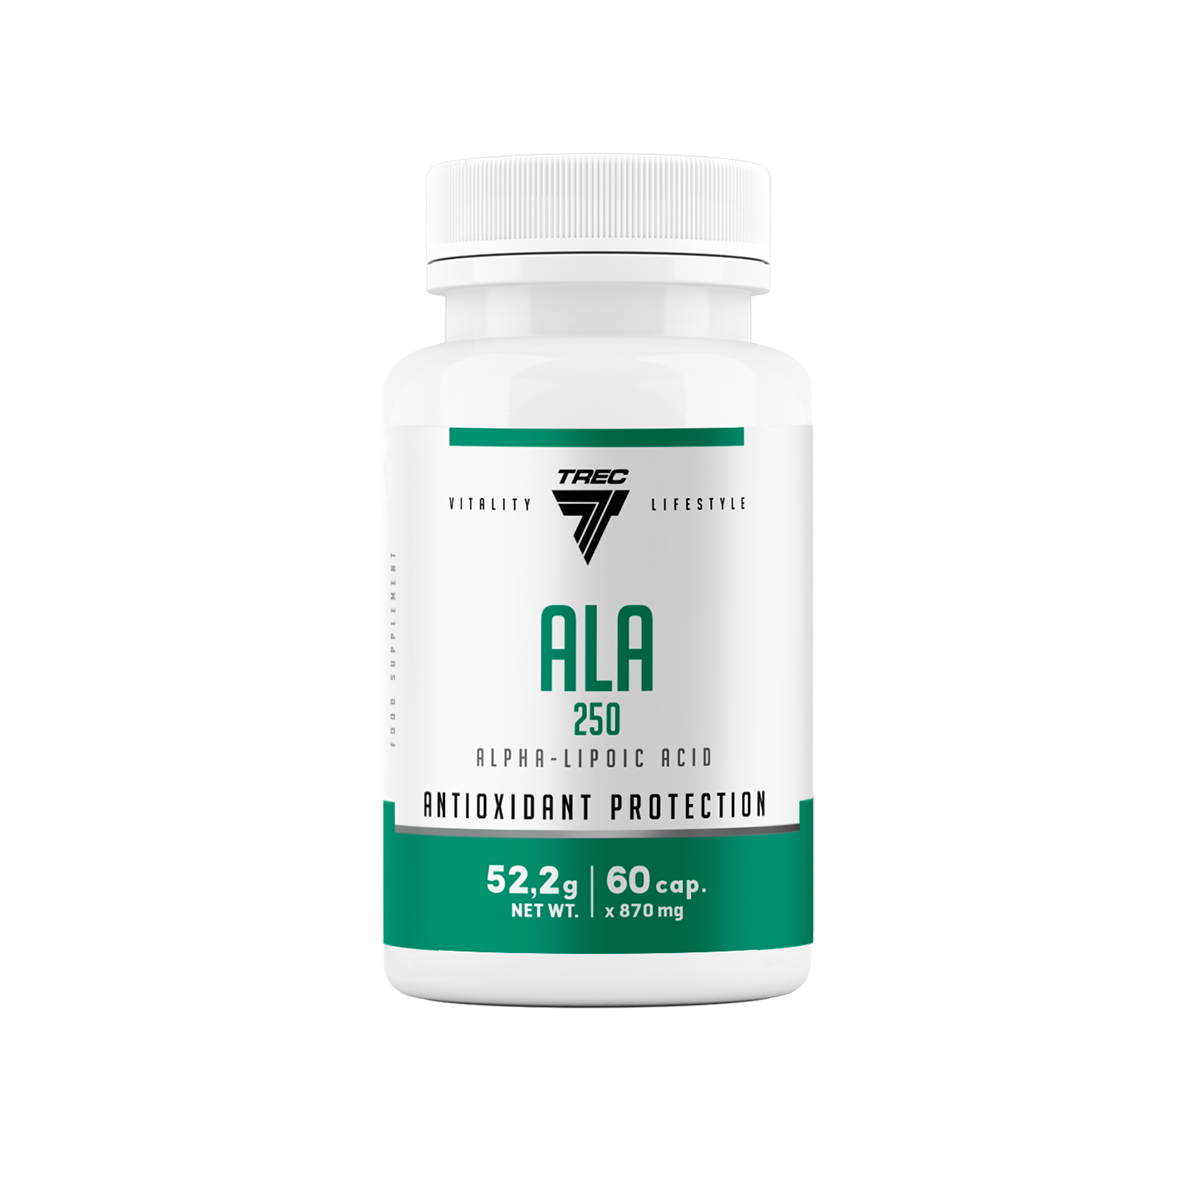 TREC
VITALITY LIFESTYLE
FOOD SUPPLEMENT
ALA
250
ALPHA-LIPOIC ACID
ANTIOXIDANT PROTECTION
52,2g 60 cap.
NET WT. x 870 mg